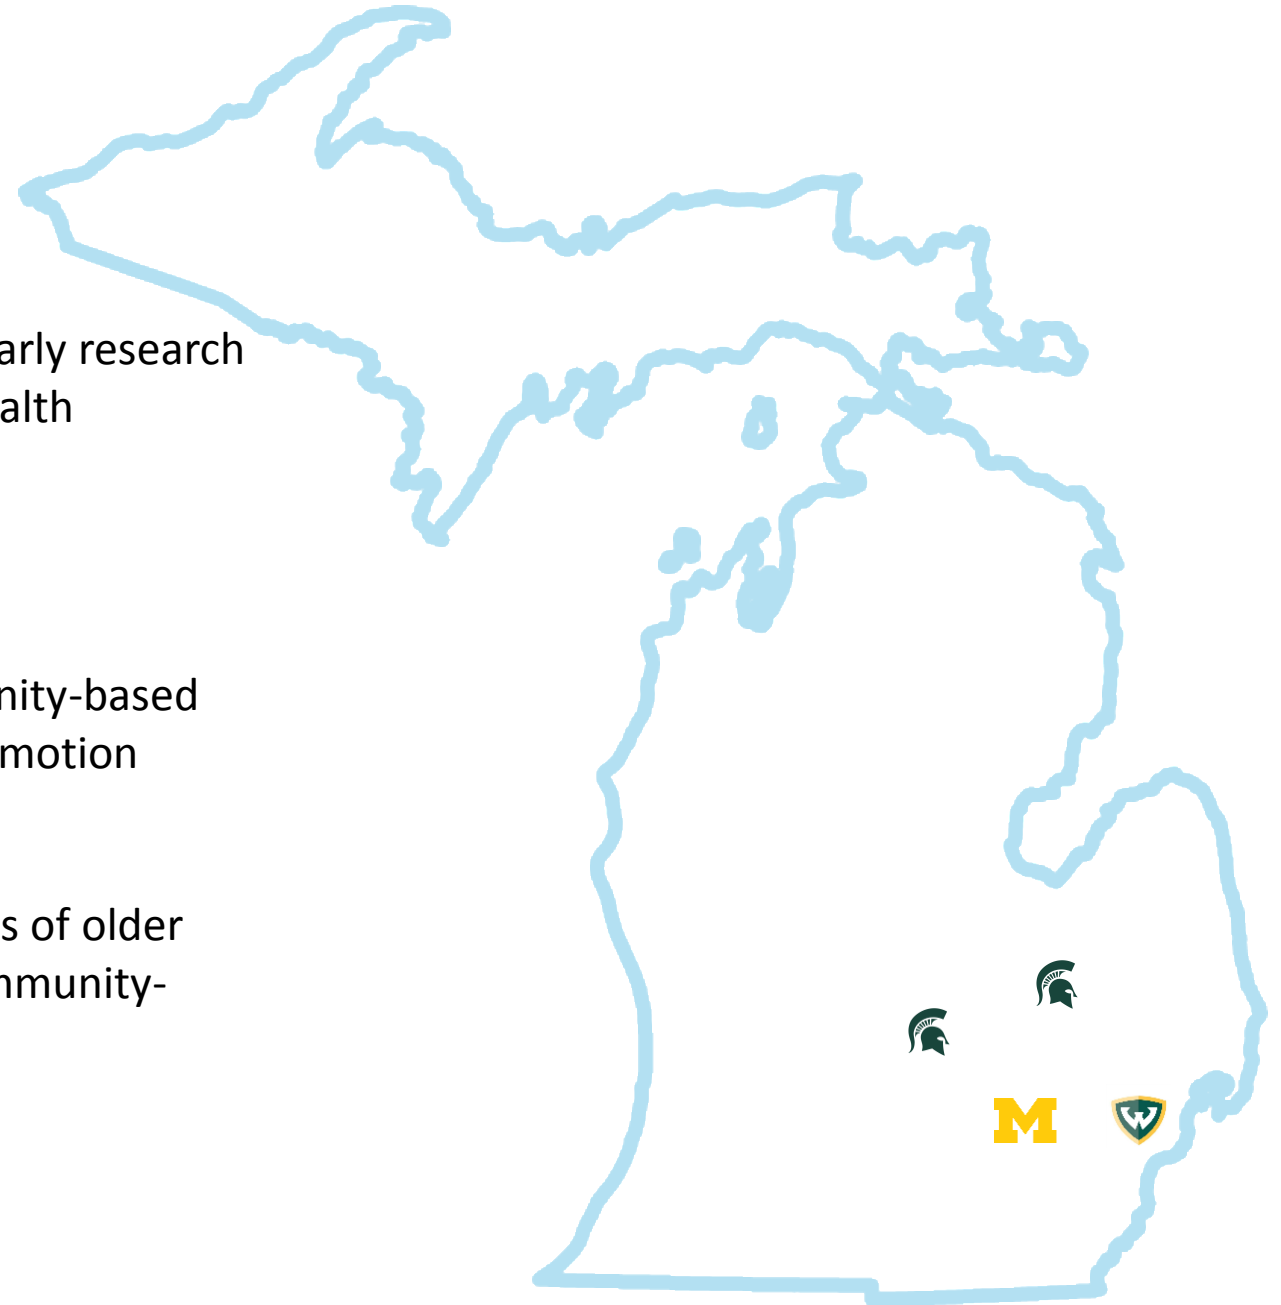 arly research
alth
nity-based
motion
s of older
nmunity-
M
W